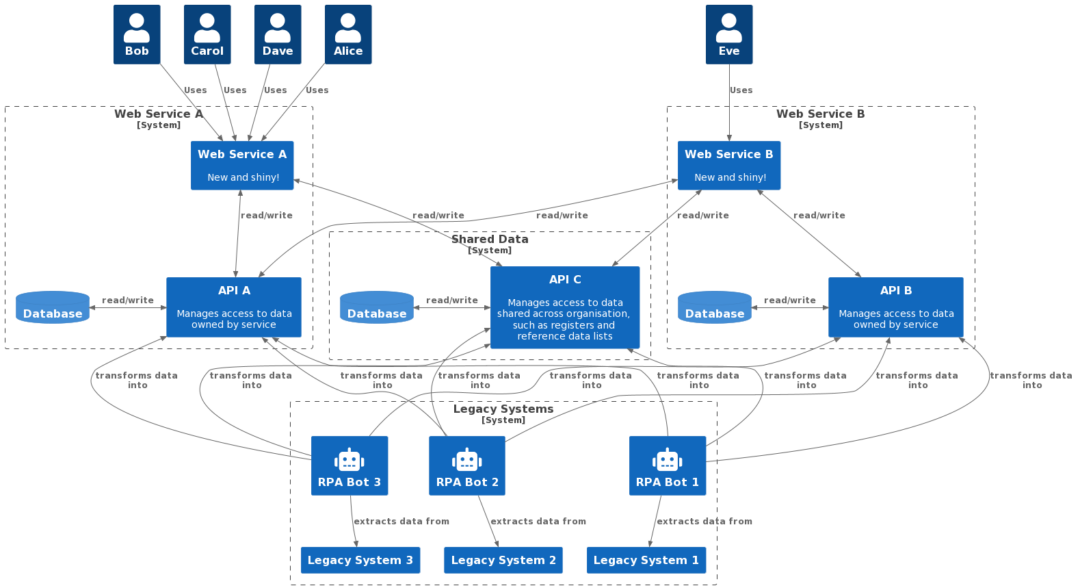 Bob
Carol
Dave
Alice
Eve
Uses
Uses
Uses
Uses
Uses
Web Service A
[System]
Web Service B
[System]
Web Service A
New and shiny!
Web Service B
New and shiny!
read/write
read/write
read/write
read/write
read/write
Shared Data
[System]
API A
Manages access to data
owned by service
API C
Manages access to data
shared across organisation,
such as registers and
reference data lists
API B
Manages access to data
owned by service
Database
read/write
Database
read/write
Database
read/write
transforms data
into
transforms data
into
transforms data
into
transforms data
into
transforms data
into
transforms data
into
transforms data
into
transforms data
into
transforms data
into
Legacy Systems
[System]
RPA Bot 3
RPA Bot 2
RPA Bot 1
extracts data from
extracts data from
extracts data from
Legacy System 3
Legacy System 2
Legacy System 1